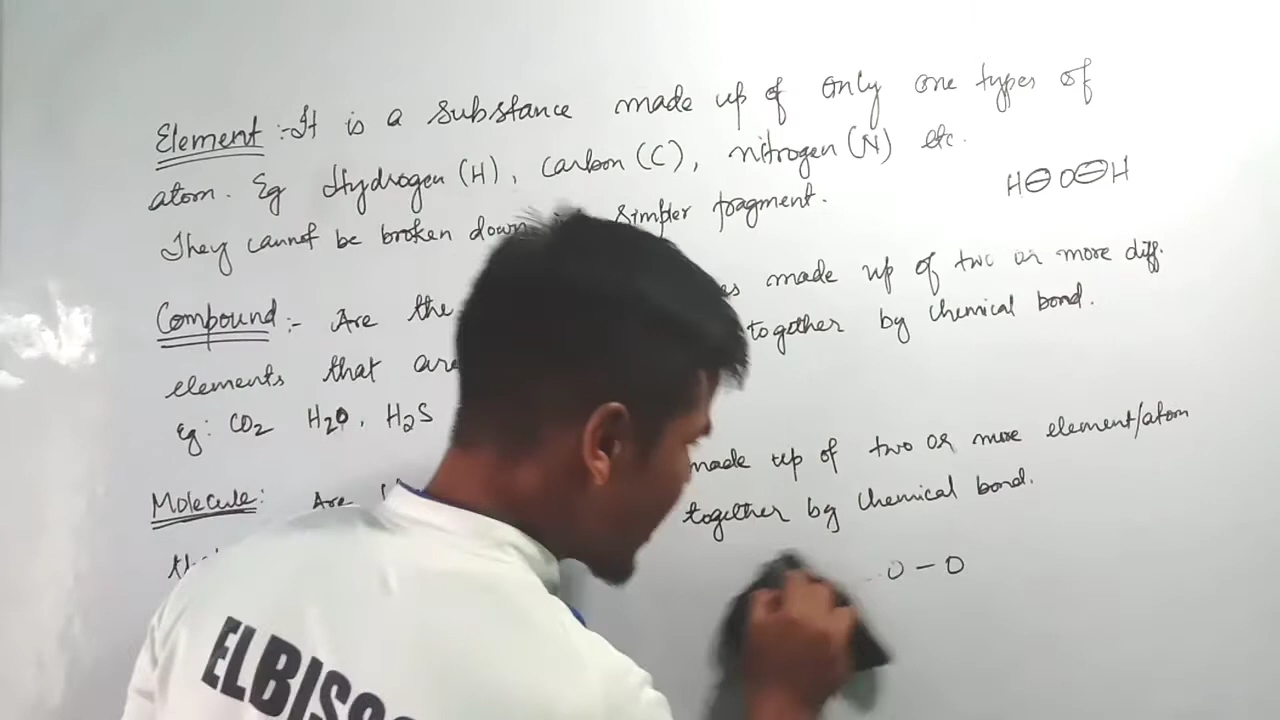 Element :- It is a substance made up of only one types of
atom. Eg Hydrogen (H), carbon (C), nitrogen (N) etc.
H O H
They cannot be broken down simpler fragment.
Compound :- Are the made up of two or more diff.
elements that are together by chemical bond.
Eg: CO2 H2O, H2S
Molecule: Are made up of two or more element/atom
together by chemical bond.
O - O
ELBISS